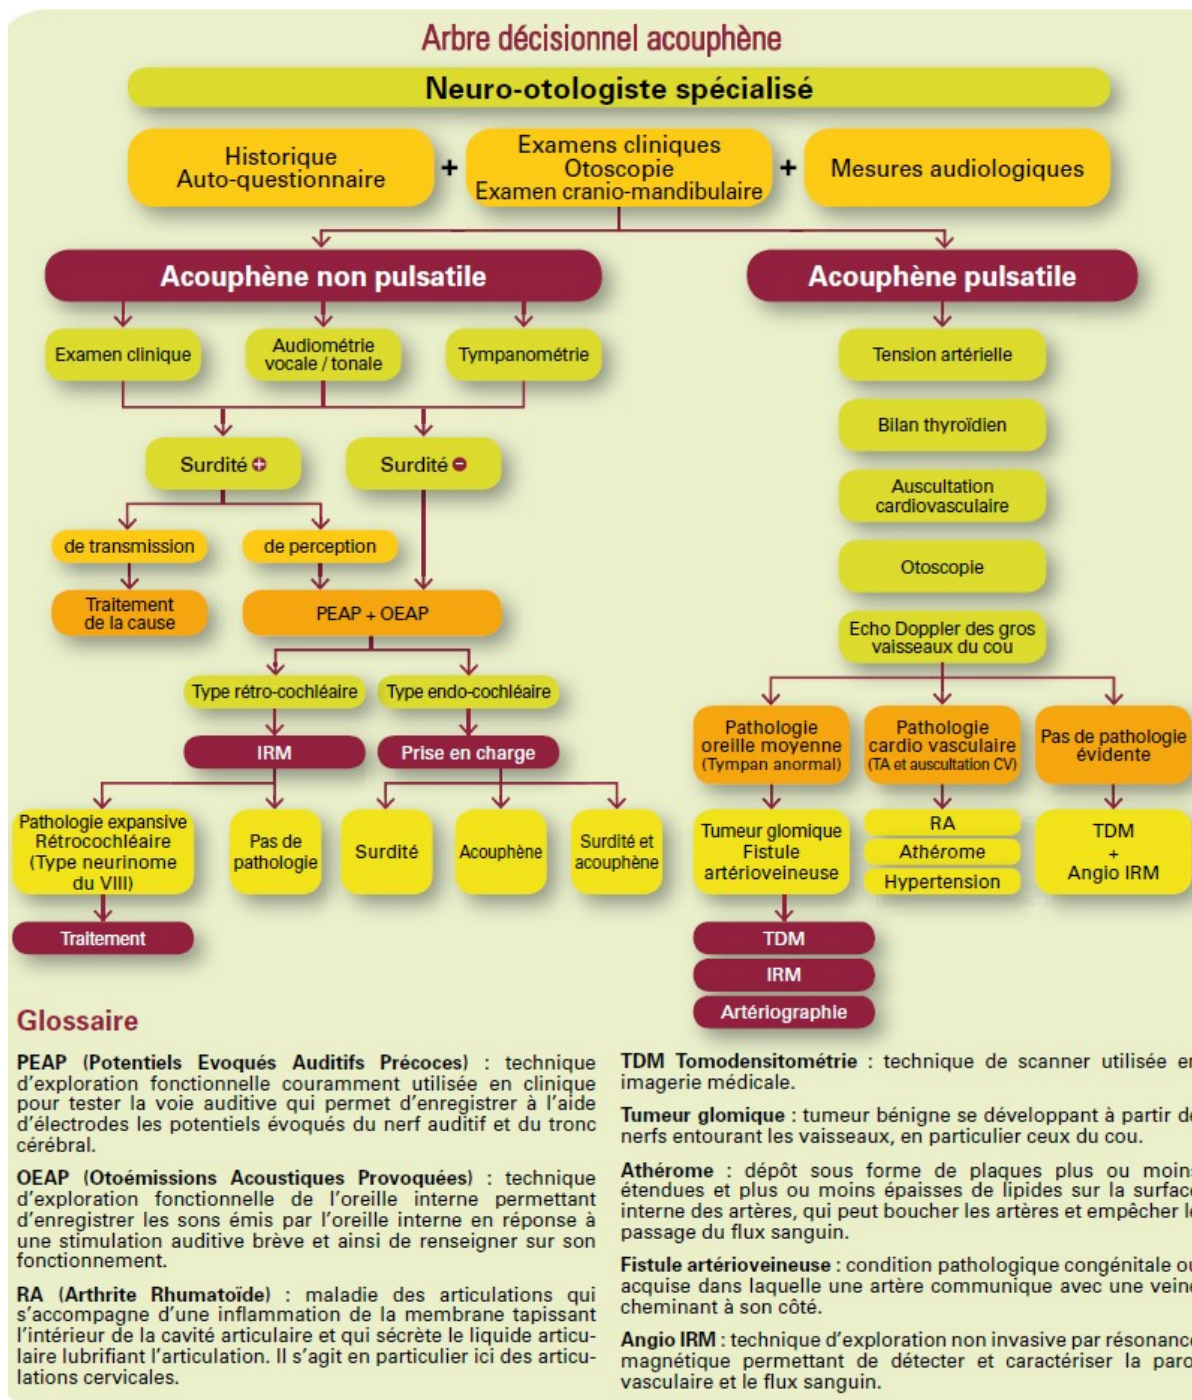 Arbre décisionnel acouphène
Neuro-otologiste spécialisé
Historique
Auto-questionnaire
+
Examens cliniques
Otoscopie
Examen cranio-mandibulaire
+
Mesures audiologiques
Acouphène non pulsatile
Acouphène pulsatile
Examen clinique
Audiométrie
vocale / tonale
Tympanométrie
Surdité +
Surdité -
de transmission
de perception
Traitement
de la cause
PEAP + OEAP
Type rétro-cochléaire
Type endo-cochléaire
IRM
Prise en charge
Pathologie expansive
Rétrocochléaire
(Type neurinome
du VIII)
Pas de
pathologie
Surdité
Acouphène
Surdité et
acouphène
Traitement
Tension artérielle
Bilan thyroïdien
Auscultation
cardiovasculaire
Otoscopie
Echo Doppler des gros
vaisseaux du cou
Pathologie
oreille moyenne
(Tympan anormal)
Pathologie
cardio vasculaire
(TA et auscultation CV)
Pas de pathologie
évidente
Tumeur glomique
Fistule
artérioveineuse
RA
Athérome
Hypertension
TDM
+
Angio IRM
TDM
IRM
Artériographie
Glossaire
PEAP (Potentiels Evoqués Auditifs Précoces) : technique
d'exploration fonctionnelle couramment utilisée en clinique
pour tester la voie auditive qui permet d'enregistrer à l'aide
d'électrodes les potentiels évoqués du nerf auditif et du tronc
cérébral.
OEAP (Otoémissions Acoustiques Provoquées) : technique
d'exploration fonctionnelle de l'oreille interne permettant
d'enregistrer les sons émis par l'oreille interne en réponse à
une stimulation auditive brève et ainsi de renseigner sur son
fonctionnement.
RA (Arthrite Rhumatoïde) : maladie des articulations qui
s'accompagne d'une inflammation de la membrane tapissant
l'intérieur de la cavité articulaire et qui sécrète le liquide articu-
laire lubrifiant l'articulation. Il s'agit en particulier ici des articu-
lations cervicales.
TDM Tomodensitométrie : technique de scanner utilisée en
imagerie médicale.
Tumeur glomique : tumeur bénigne se développant à partir de
nerfs entourant les vaisseaux, en particulier ceux du cou.
Athérome : dépôt sous forme de plaques plus ou moins
étendues et plus ou moins épaisses de lipides sur la surface
interne des artères, qui peut boucher les artères et empêcher le
passage du flux sanguin.
Fistule artérioveineuse : condition pathologique congénitale ou
acquise dans laquelle une artère communique avec une veine
cheminant à son côté.
Angio IRM : technique d'exploration non invasive par résonance
magnétique permettant de détecter et caractériser la paroi
vasculaire et le flux sanguin.